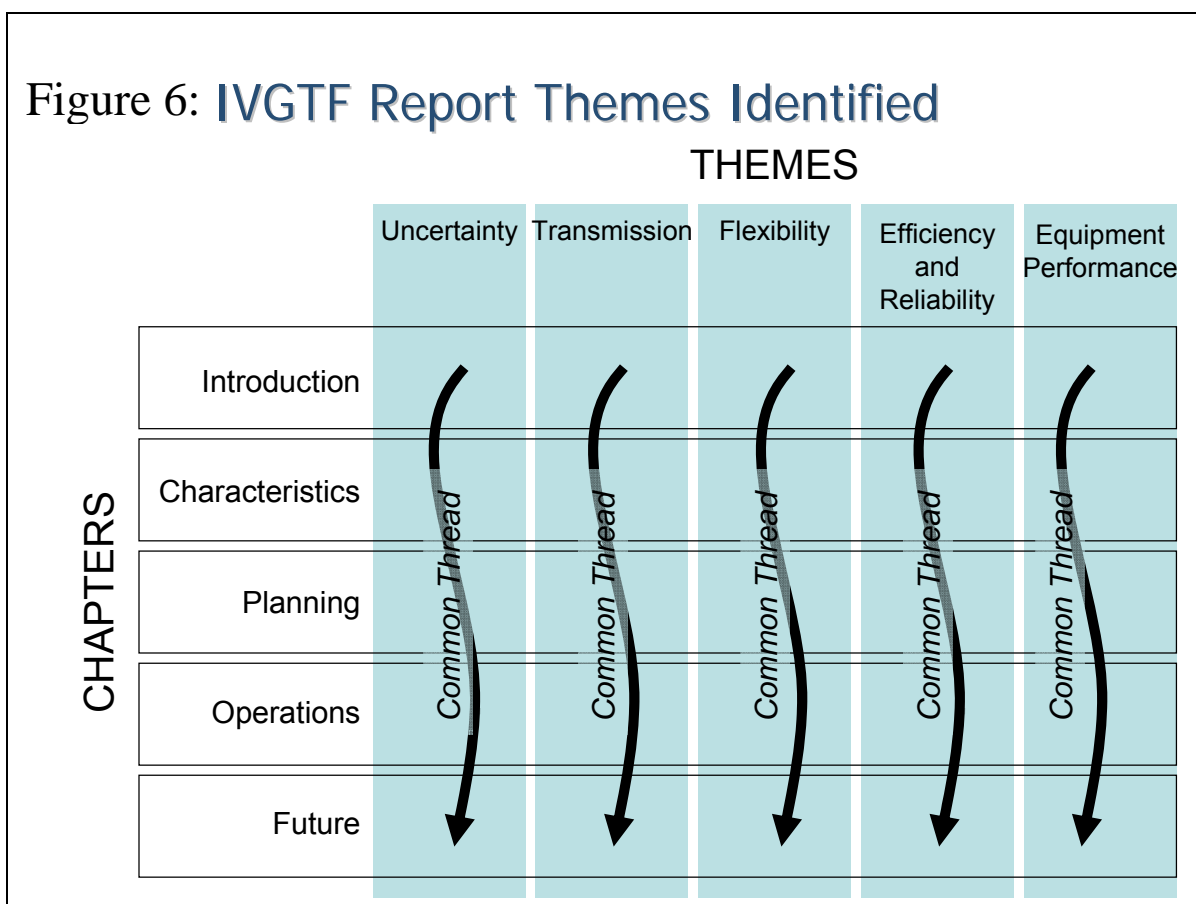 Figure 6: IVGTF Report Themes Identified
THEMES
Uncertainty
Transmission
Flexibility
Efficiency
and
Reliability
Equipment
Performance
CHAPTERS
Introduction
Characteristics
Planning
Operations
Future
Common Thread
Common Thread
Common Thread
Common Thread
Common Thread